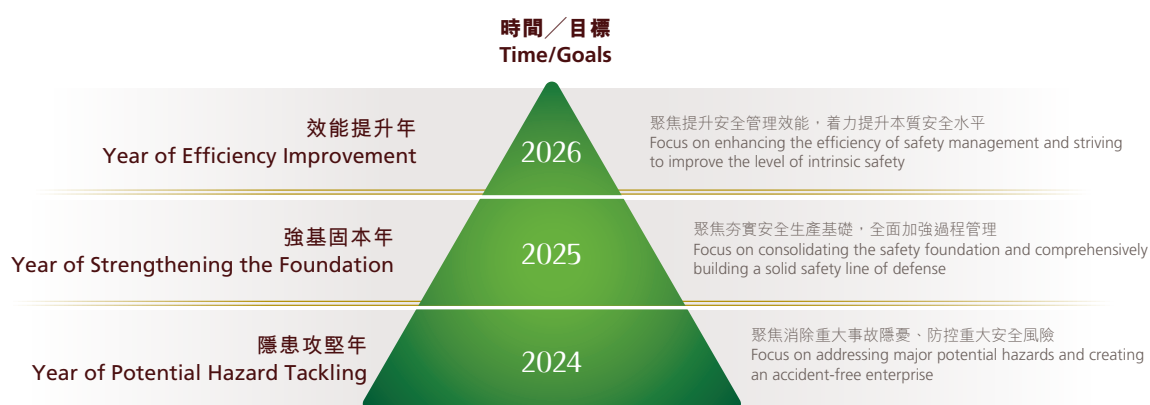 時間／目標
Time/Goals
效能提升年
Year of Efficiency Improvement
2026
聚焦提升安全管理效能，着力提升本質安全水平
Focus on enhancing the efficiency of safety management and striving
to improve the level of intrinsic safety
強基固本年
Year of Strengthening the Foundation
2025
聚焦夯實安全生產基礎，全面加強過程管理
Focus on consolidating the safety foundation and comprehensively
building a solid safety line of defense
隱患攻堅年
Year of Potential Hazard Tackling
2024
聚焦消除重大事故隱憂、防控重大安全風險
Focus on addressing major potential hazards and creating
an accident-free enterprise